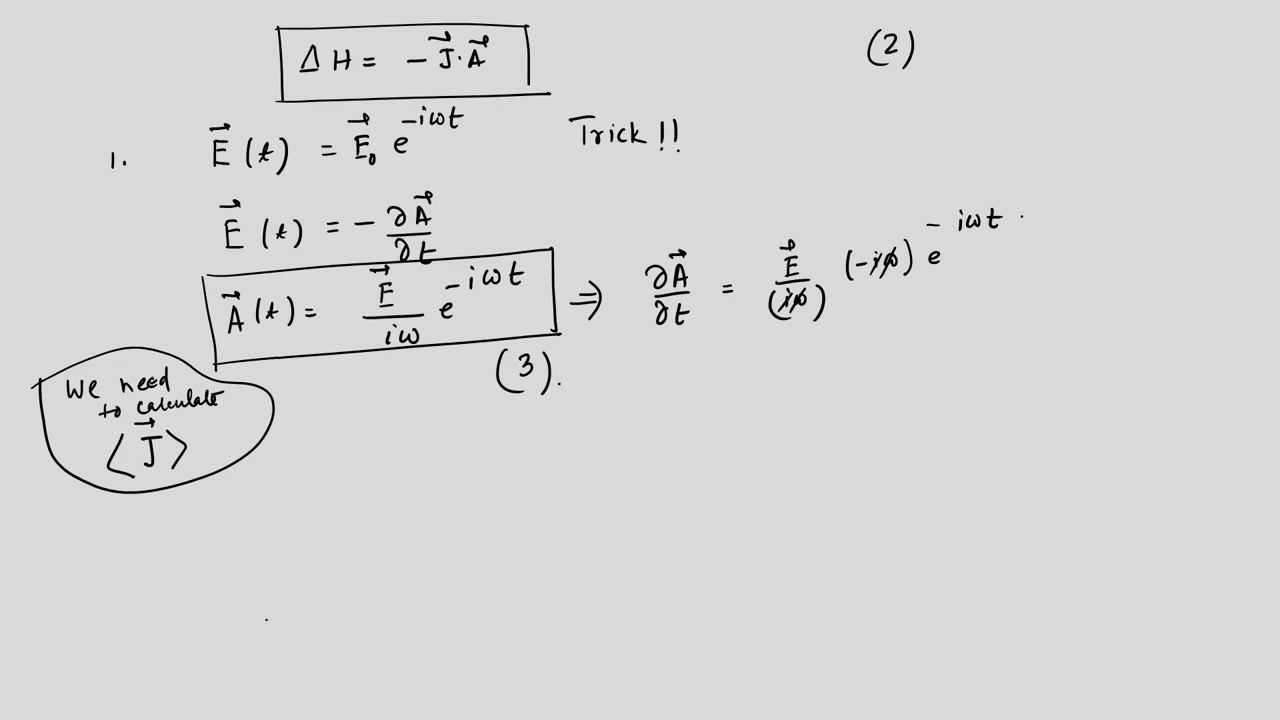 ΔH = − J⃗·A⃗ (2)
1. E⃗(t) = E⃗₀ e^{−iωt} Trick !!
E⃗(t) = − ∂A⃗/∂t
A⃗(t) = E⃗/iω e^{−iωt} ⇒ ∂A⃗/∂t = E⃗/(iω) (−iω) e^{−iωt}
(3).
We need
to calculate
⟨J⃗⟩